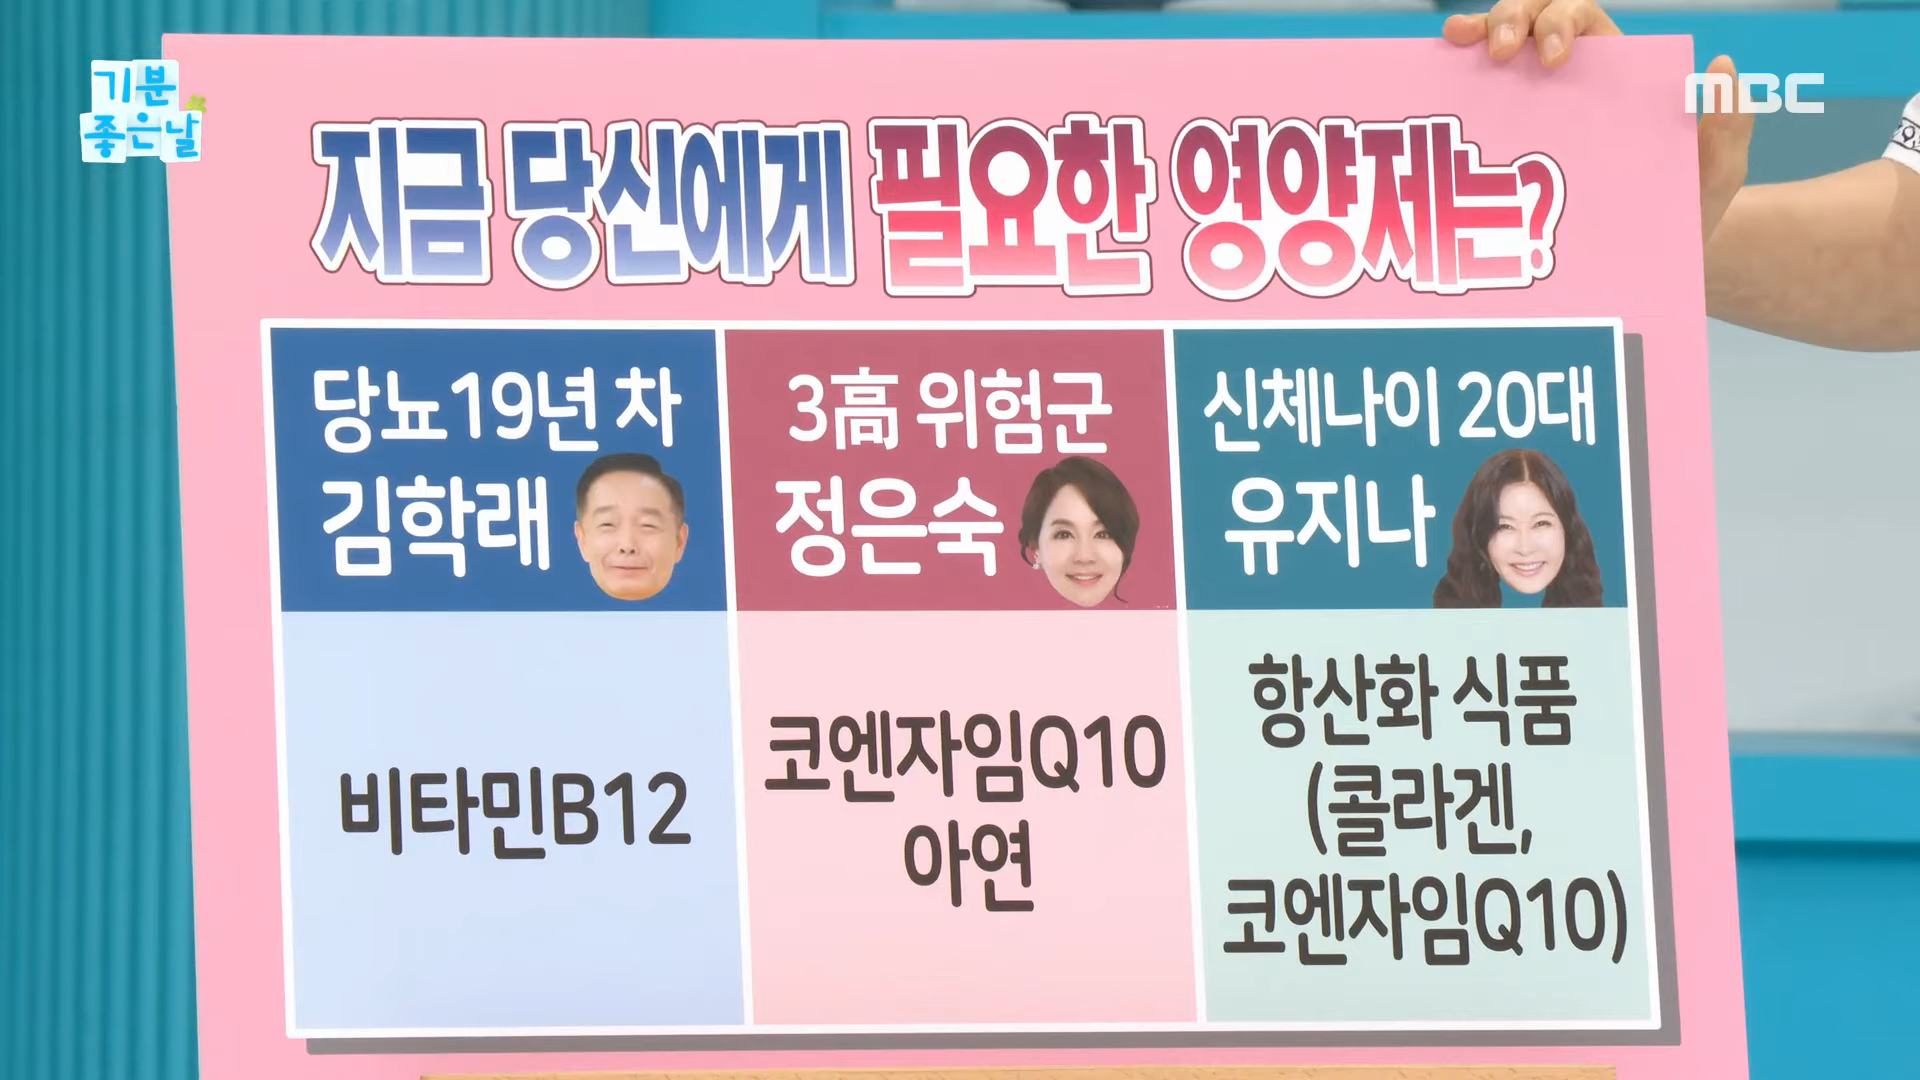 기분
좋은날
MBC
지금 당신에게 필요한 영양제는?
당뇨19년 차
김학래
3高 위험군
정은숙
신체나이 20대
유지나
비타민B12
코엔자임Q10
아연
항산화 식품
(콜라겐,
코엔자임Q10)